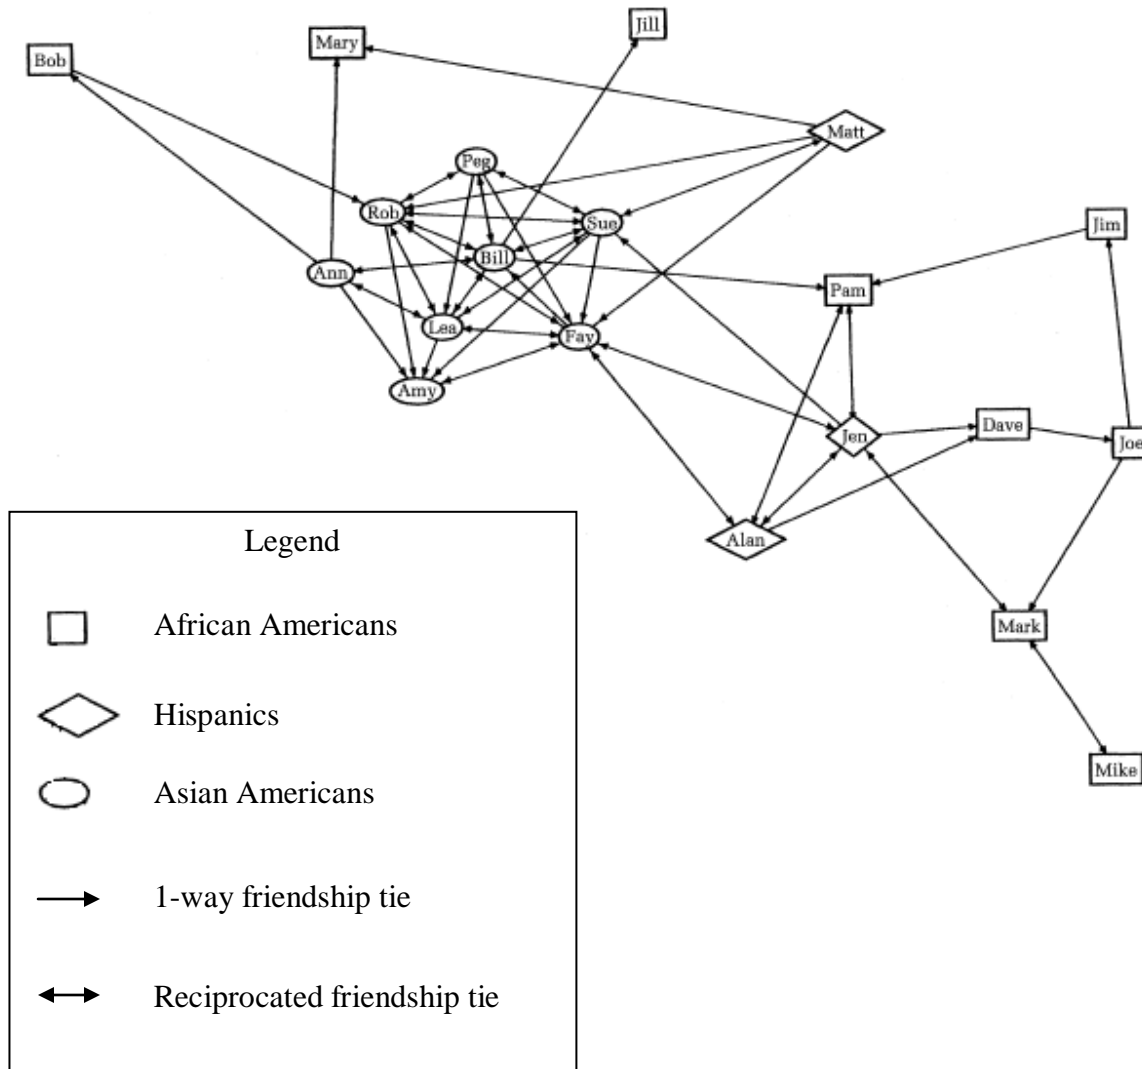 Jill
Mary
Bob
Matt
Peg
Rob
Sue
Jim
Bill
Ann
Pam
Lea
Fay
Amy
Dave
Jen
Joe
Alan
Legend
African Americans
Mark
Hispanics
Mike
Asian Americans
1-way friendship tie
Reciprocated friendship tie